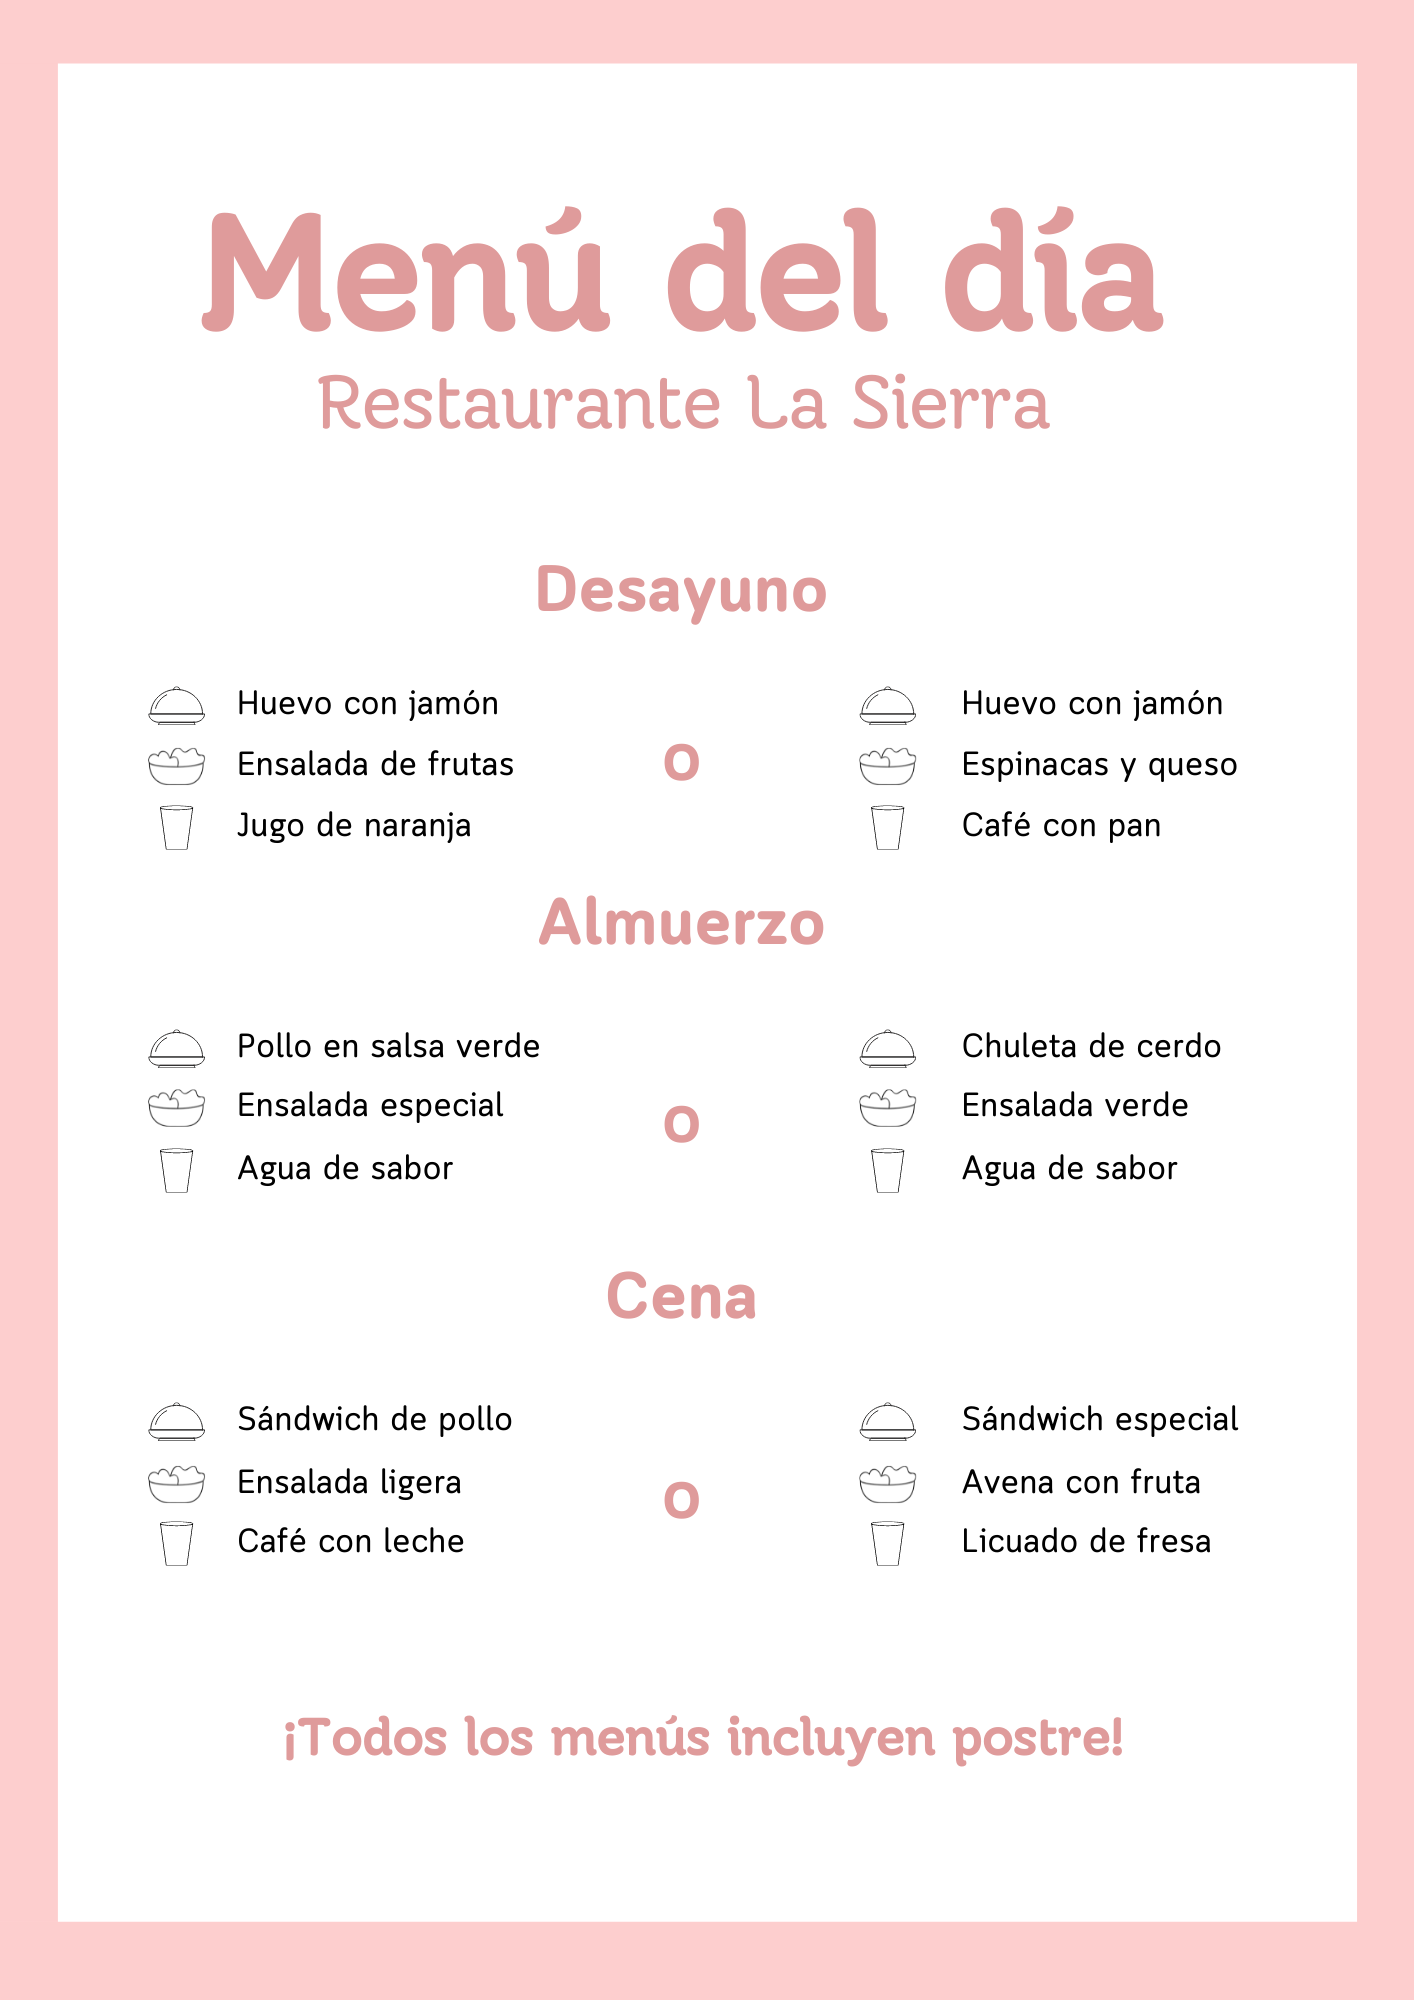 Menú del día
Restaurante La Sierra
Desayuno
Huevo con jamón
Ensalada de frutas
Jugo de naranja
o
Huevo con jamón
Espinacas y queso
Café con pan
Almuerzo
Pollo en salsa verde
Ensalada especial
Agua de sabor
o
Chuleta de cerdo
Ensalada verde
Agua de sabor
Cena
Sándwich de pollo
Ensalada ligera
Café con leche
o
Sándwich especial
Avena con fruta
Licuado de fresa
¡Todos los menús incluyen postre!